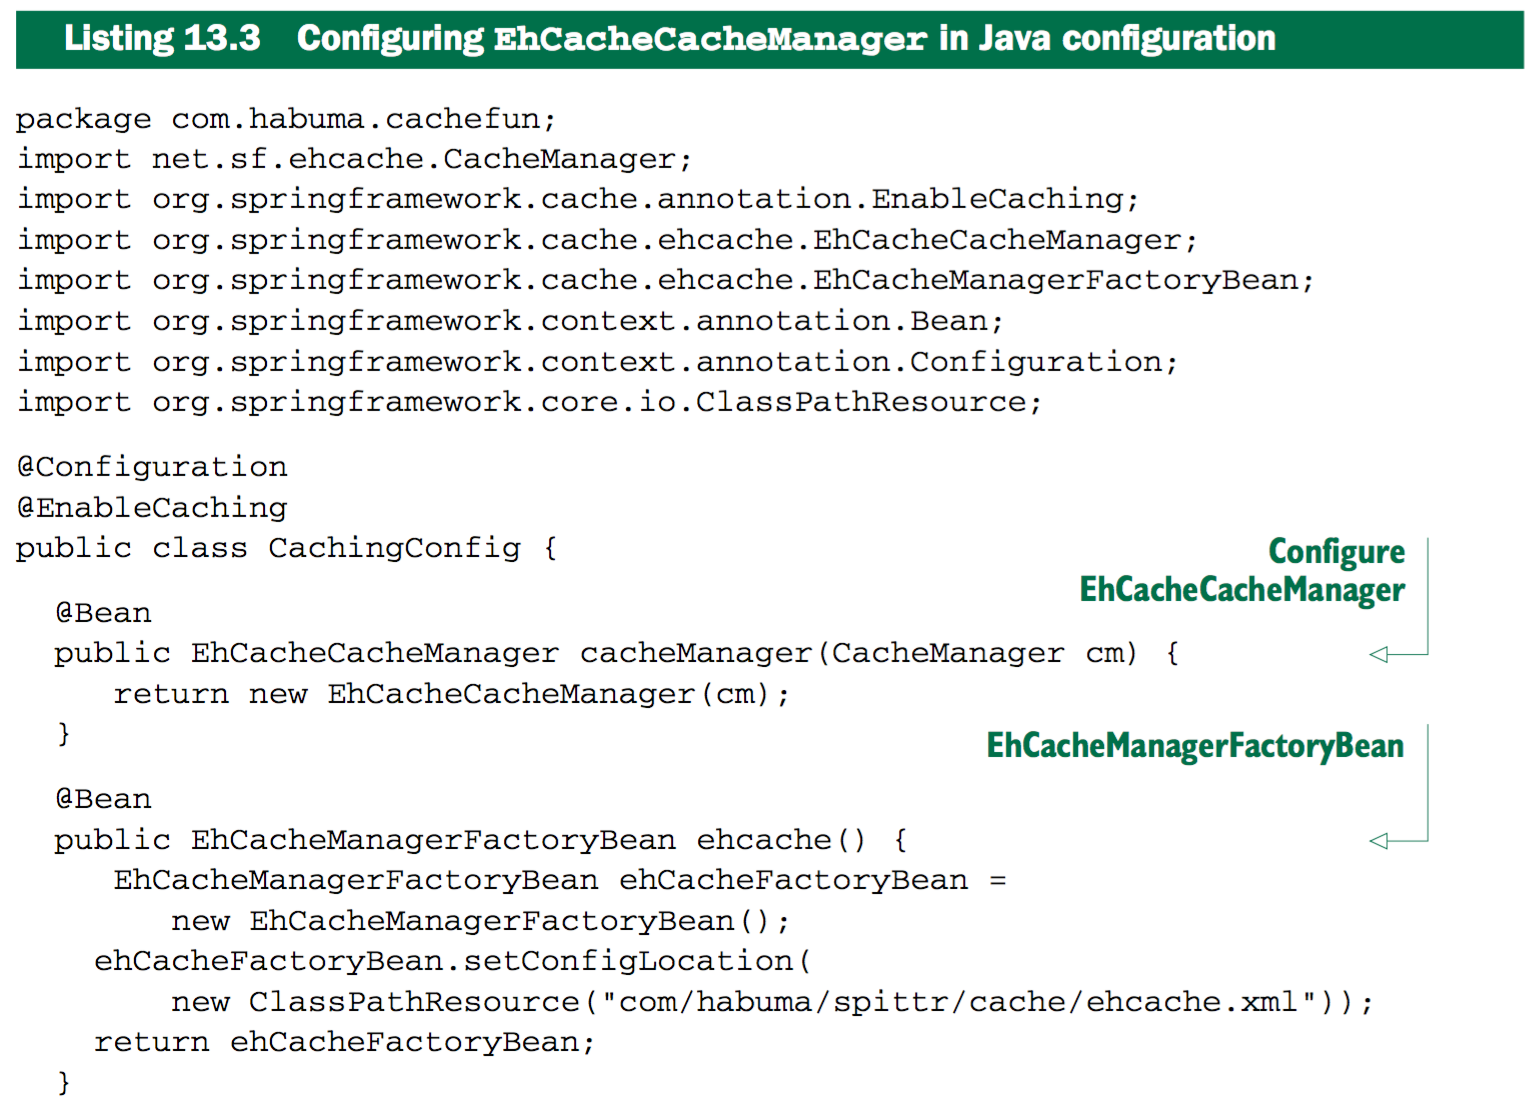 Listing 13.3 Configuring EhCacheCacheManager in Java configuration
package com.habuma.cachefun;
import net.sf.ehcache.CacheManager;
import org.springframework.cache.annotation.EnableCaching;
import org.springframework.cache.ehcache.EhCacheCacheManager;
import org.springframework.cache.ehcache.EhCacheManagerFactoryBean;
import org.springframework.context.annotation.Bean;
import org.springframework.context.annotation.Configuration;
import org.springframework.core.io.ClassPathResource;
@Configuration
@EnableCaching
public class CachingConfig {
Configure
EhCacheCacheManager
@Bean
public EhCacheCacheManager cacheManager(CacheManager cm) {
return new EhCacheCacheManager(cm);
}
EhCacheManagerFactoryBean
@Bean
public EhCacheManagerFactoryBean ehcache() {
EhCacheManagerFactoryBean ehCacheFactoryBean =
new EhCacheManagerFactoryBean();
ehCacheFactoryBean.setConfigLocation(
new ClassPathResource("com/habuma/spittr/cache/ehcache.xml"));
return ehCacheFactoryBean;
}